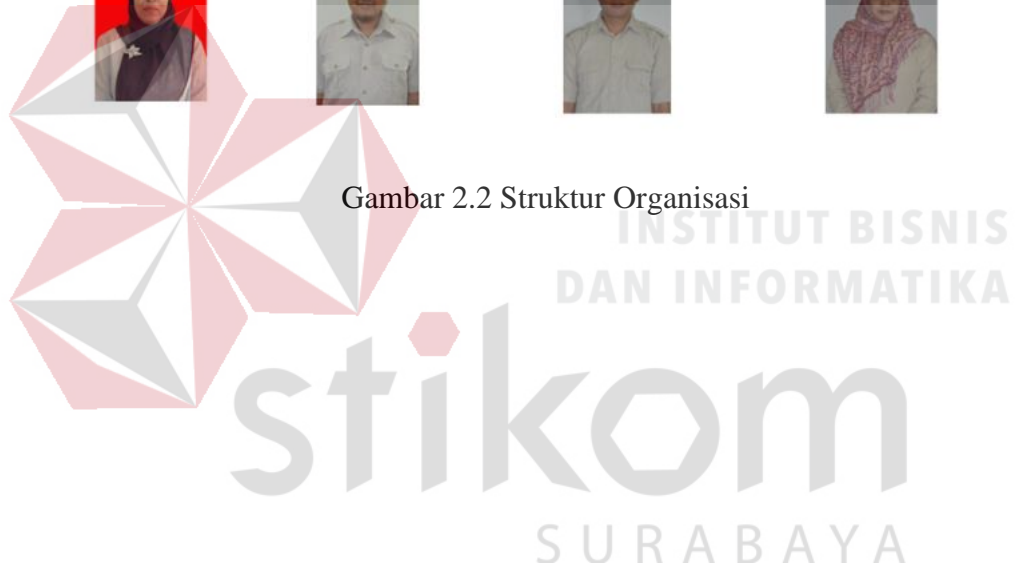 Gambar 2.2 Struktur Organisasi
INSTITUT BISNIS
DAN INFORMATIKA
stikom
SURABAYA